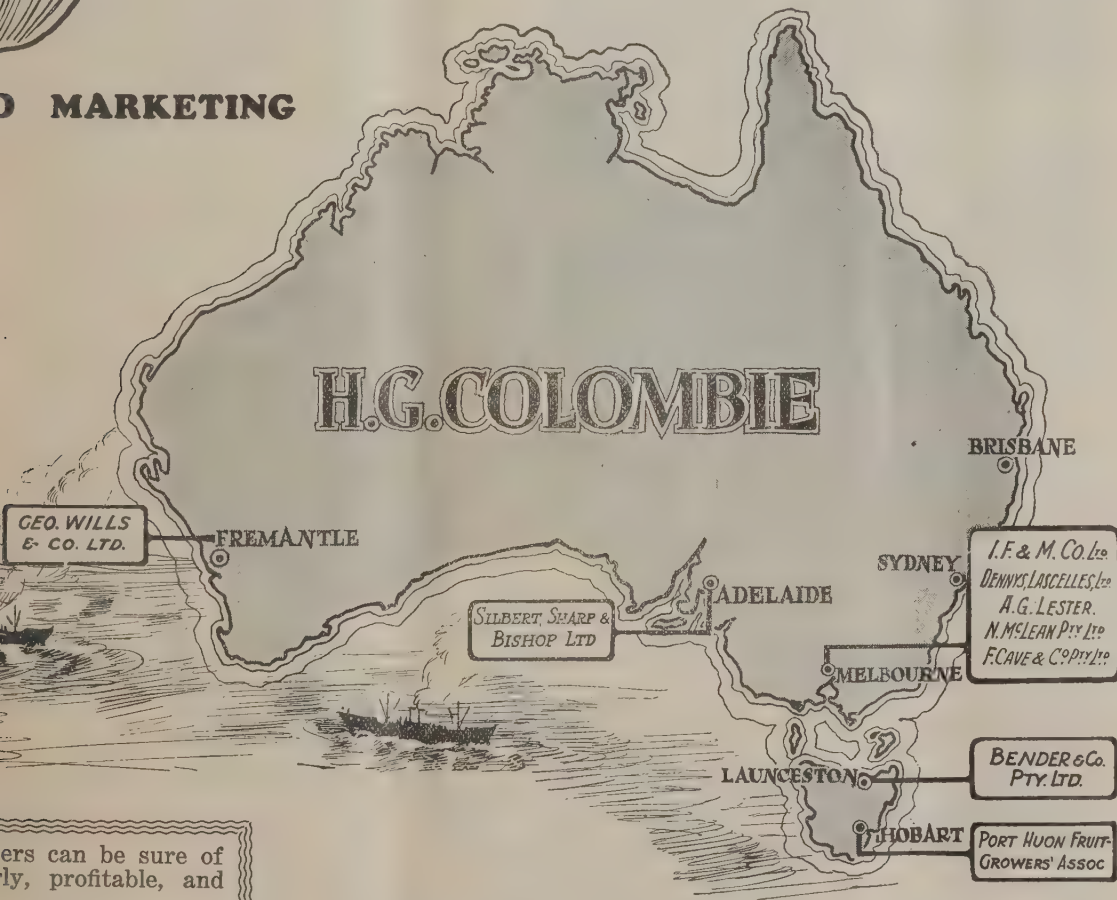 D MARKETING
H.G.COLOMBIE
BRISBANE
GEO. WILLS
& CO. LTD.
FREMANTLE
SYDNEY
I.F. & M. Co. LTD
DENNYS, LASCELLES, LTD
A.G. LESTER.
N. McLEAN PTY LTD
F. CAVE & Co PTY LTD
ADELAIDE
SILBERT, SHARP &
BISHOP LTD
MELBOURNE
LAUNCESTON
BENDER & Co.
PTY. LTD.
HOBART
PORT HUON FRUIT-
GROWERS' ASSOC
ers can be sure of
rly, profitable, and